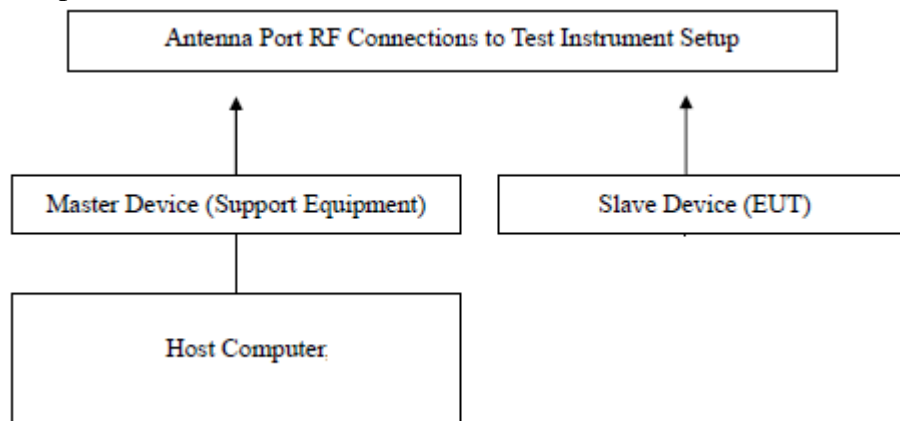 Antenna Port RF Connections to Test Instrument Setup
Master Device (Support Equipment)
Slave Device (EUT)
Host Computer